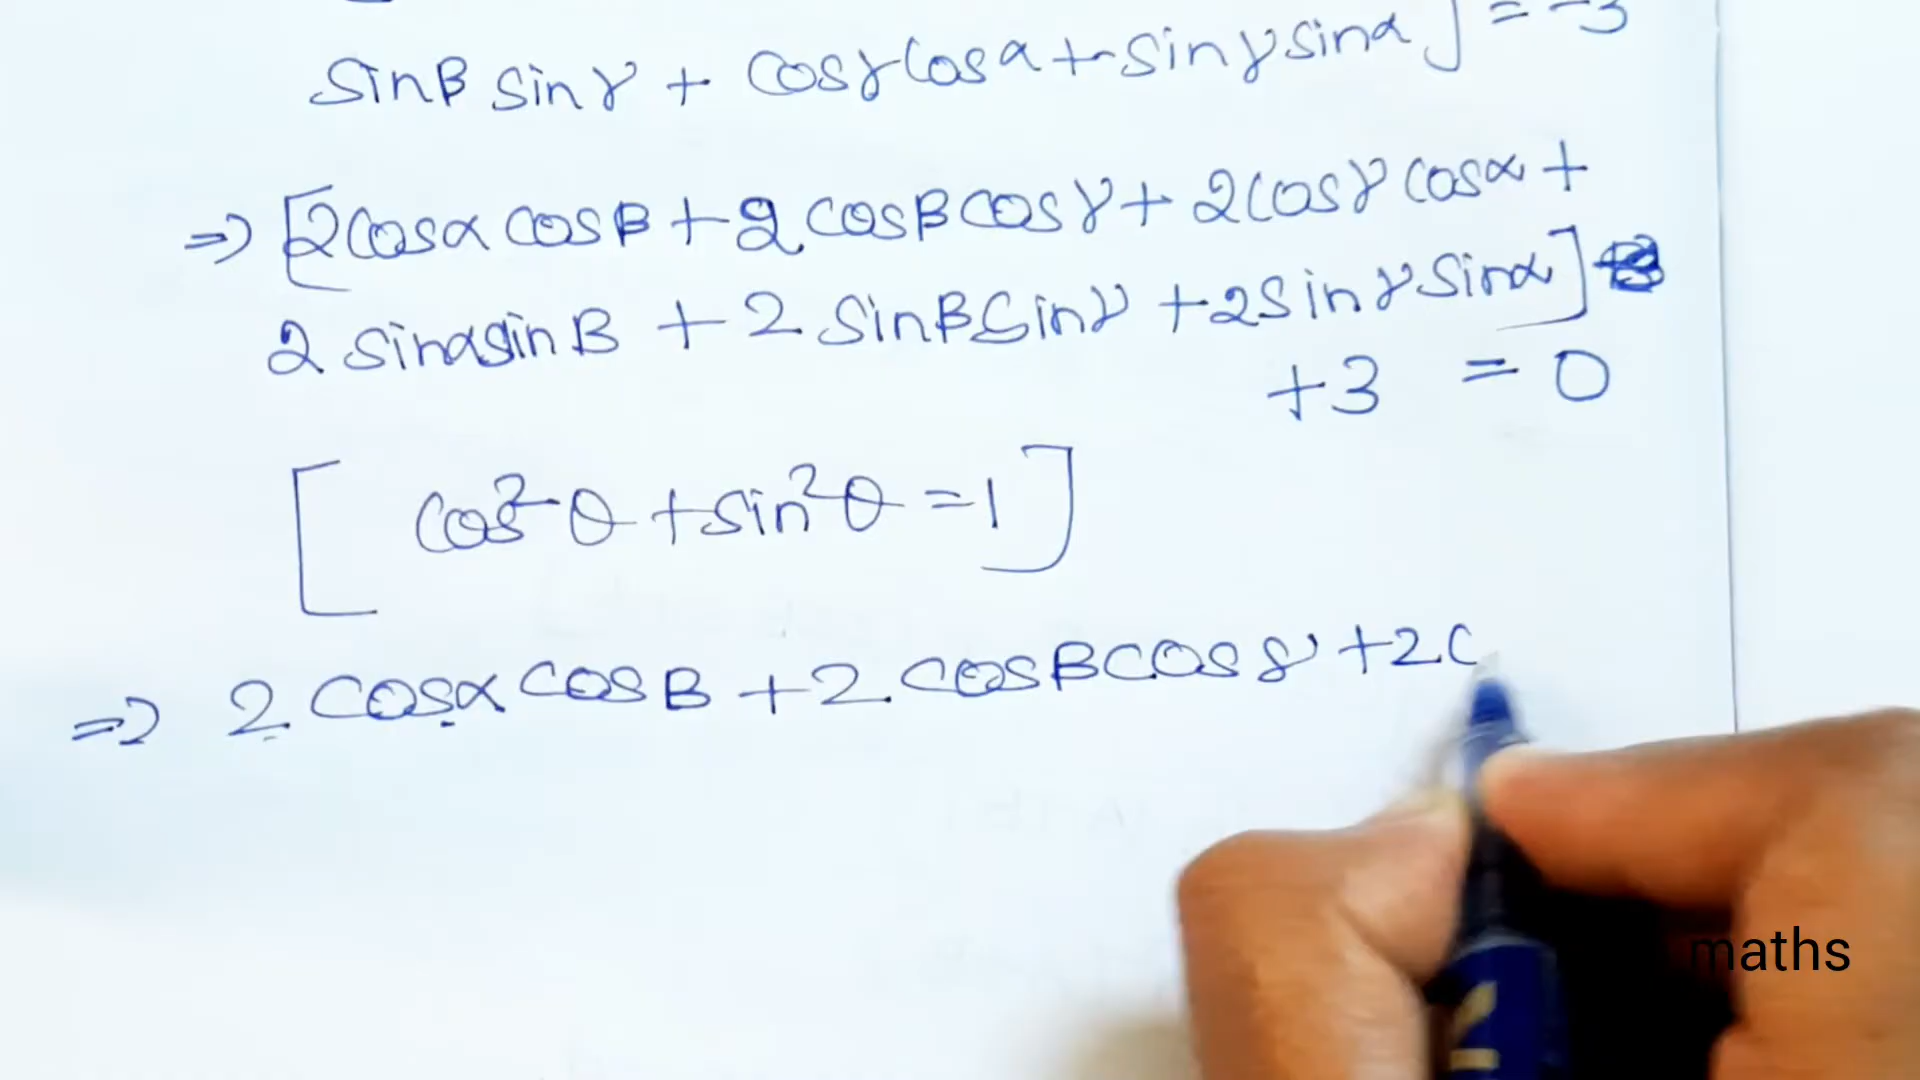 sinβ sinγ + cosγ cosα + sinγ sinα ] = -3
⇒ [2cosα cosβ + 2 cosβ cosγ + 2cosγ cosα +
2 sinα sinβ + 2 sinβ sinγ + 2sinγ sinα]
+3 = 0
[ cos²θ + sin²θ = 1 ]
⇒ 2 cosα cosβ + 2 cosβ cosγ + 2c
maths